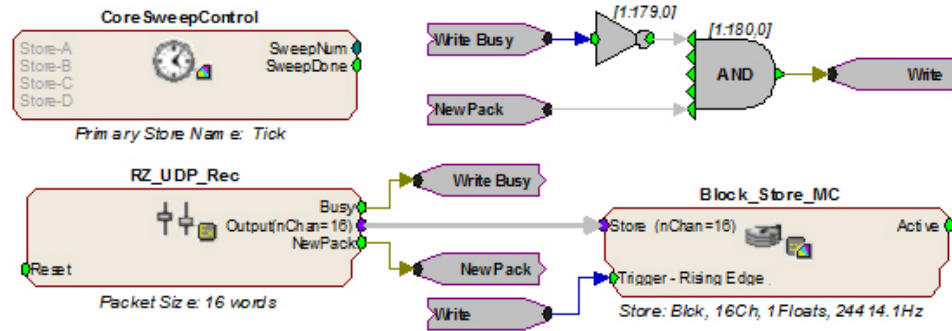 CoreSweepControl
Store-A
Store-B
Store-C
Store-D
SweepNum
SweepDone
Primary Store Name: Tick
Write Busy
[1:179,0]
[1:180,0]
AND
Write
NewPack
RZ_UDP_Rec
Busy
Output(nChan=16)
NewPack
Reset
Packet Size: 16 words
Write Busy
NewPack
Write
Block_Store_MC
Store (nChan=16)
Active
Trigger - Rising Edge
Store: Blck, 16Ch, 1Floats, 24414.1Hz